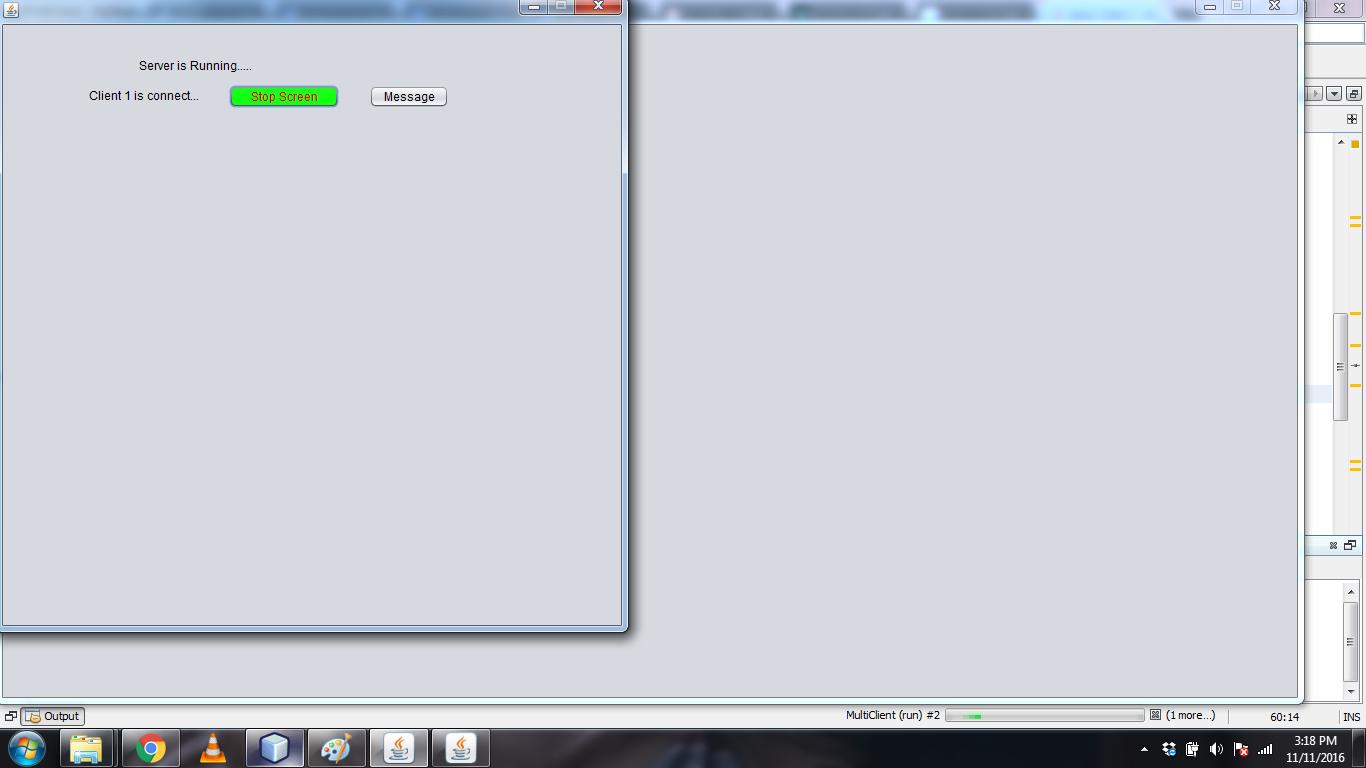 Server is Running.....
Client 1 is connect... Stop Screen Message
Output MultiClient (run) #2 (1 more...) 60:14 INS
3:18 PM
11/11/2016